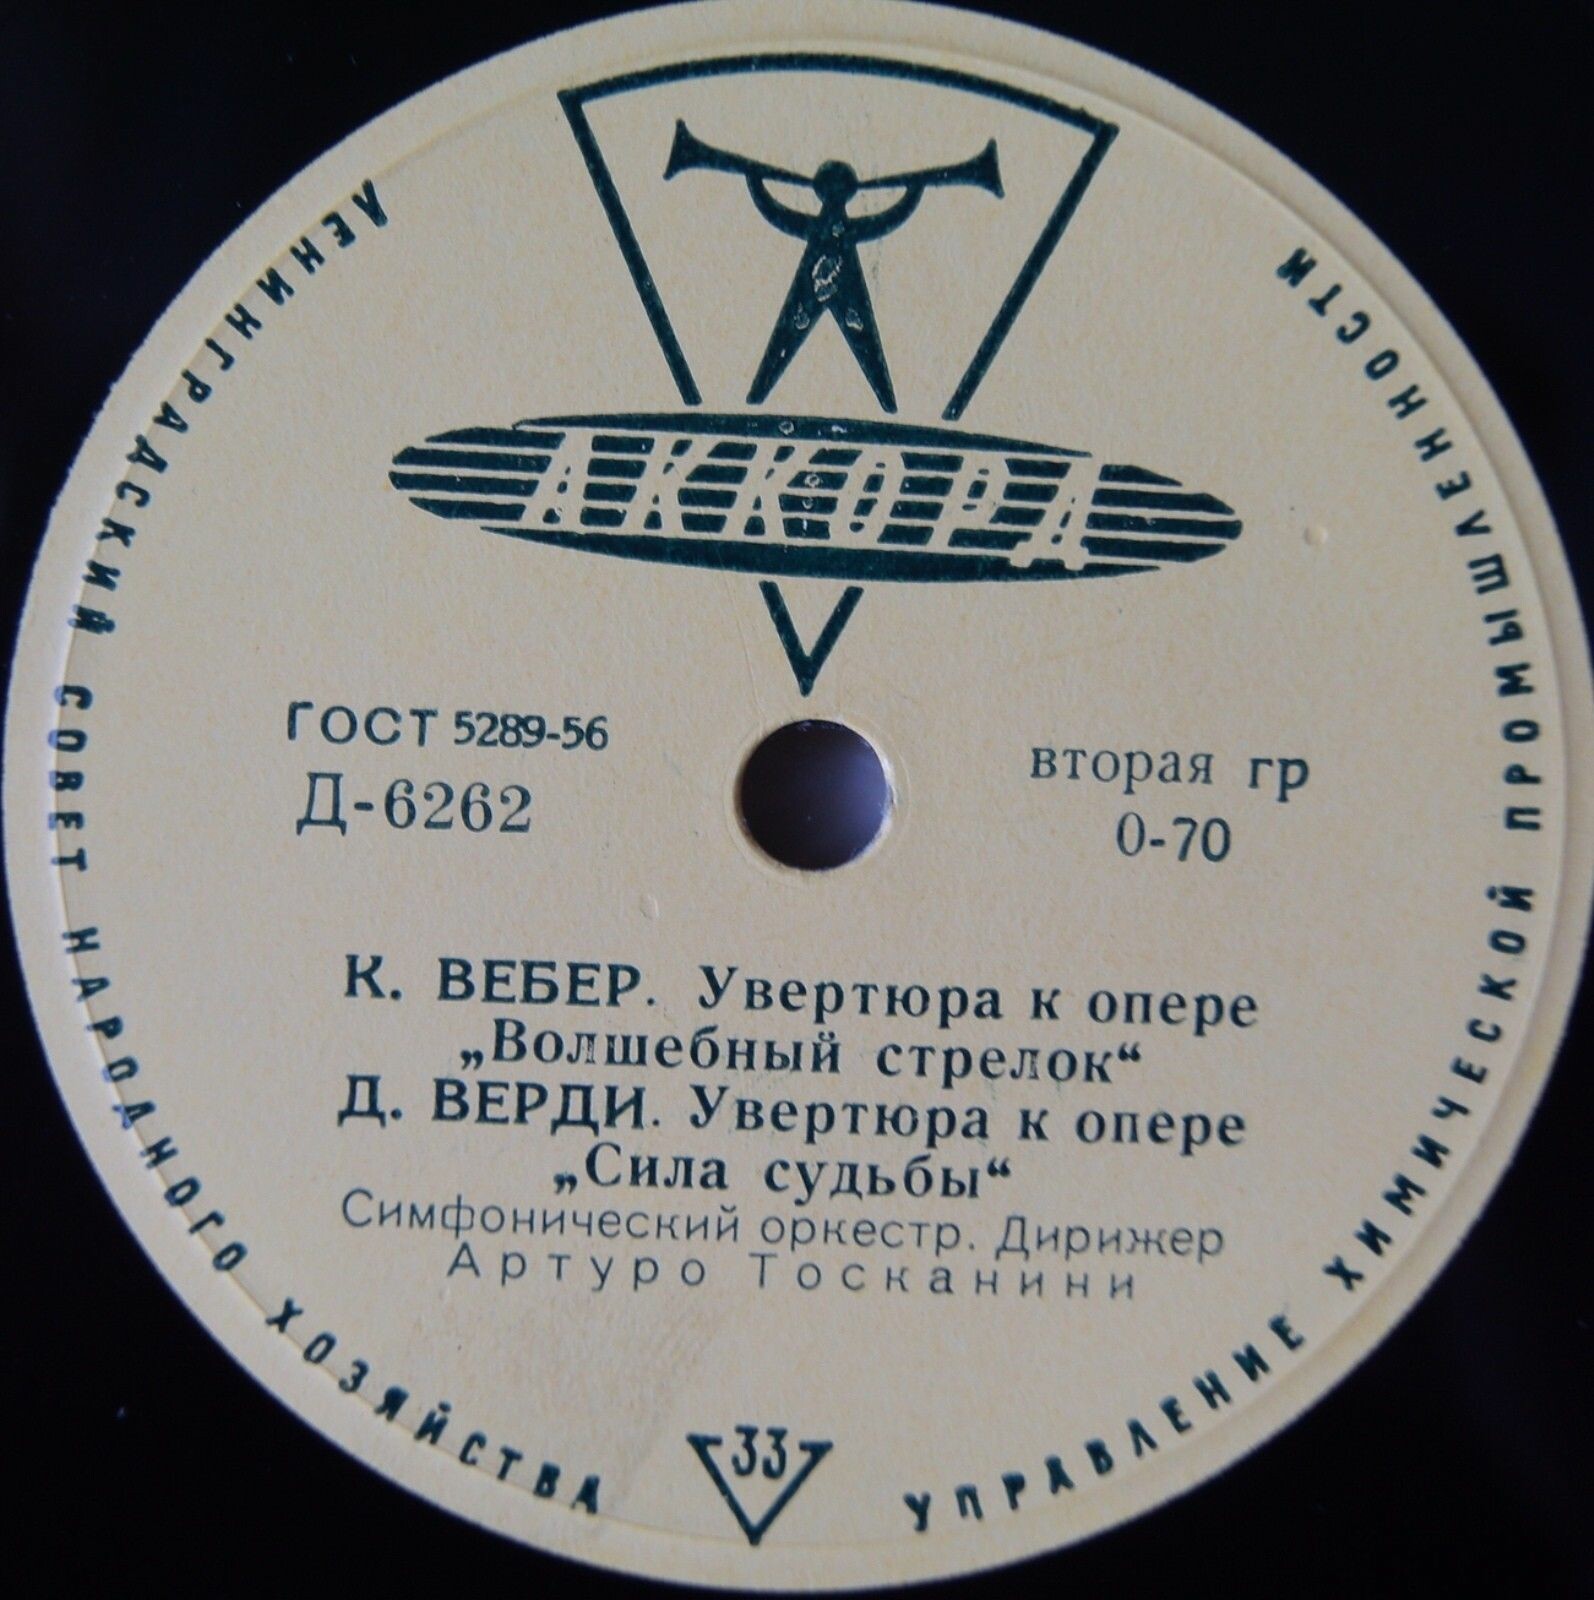 АККОРД
ГОСТ 5289-56
Д-6262
вторая гр
0-70
К. ВЕБЕР. Увертюра к опере
„Волшебный стрелок“
Д. ВЕРДИ. Увертюра к опере
„Сила судьбы“
Симфонический оркестр. Дирижер
Артуро Тосканини
33
ЛЕНИНГРАДСКИЙ СОВЕТ НАРОДНОГО ХОЗЯЙСТВА
УПРАВЛЕНИЕ ХИМИЧЕСКОЙ ПРОМЫШЛЕННОСТИ